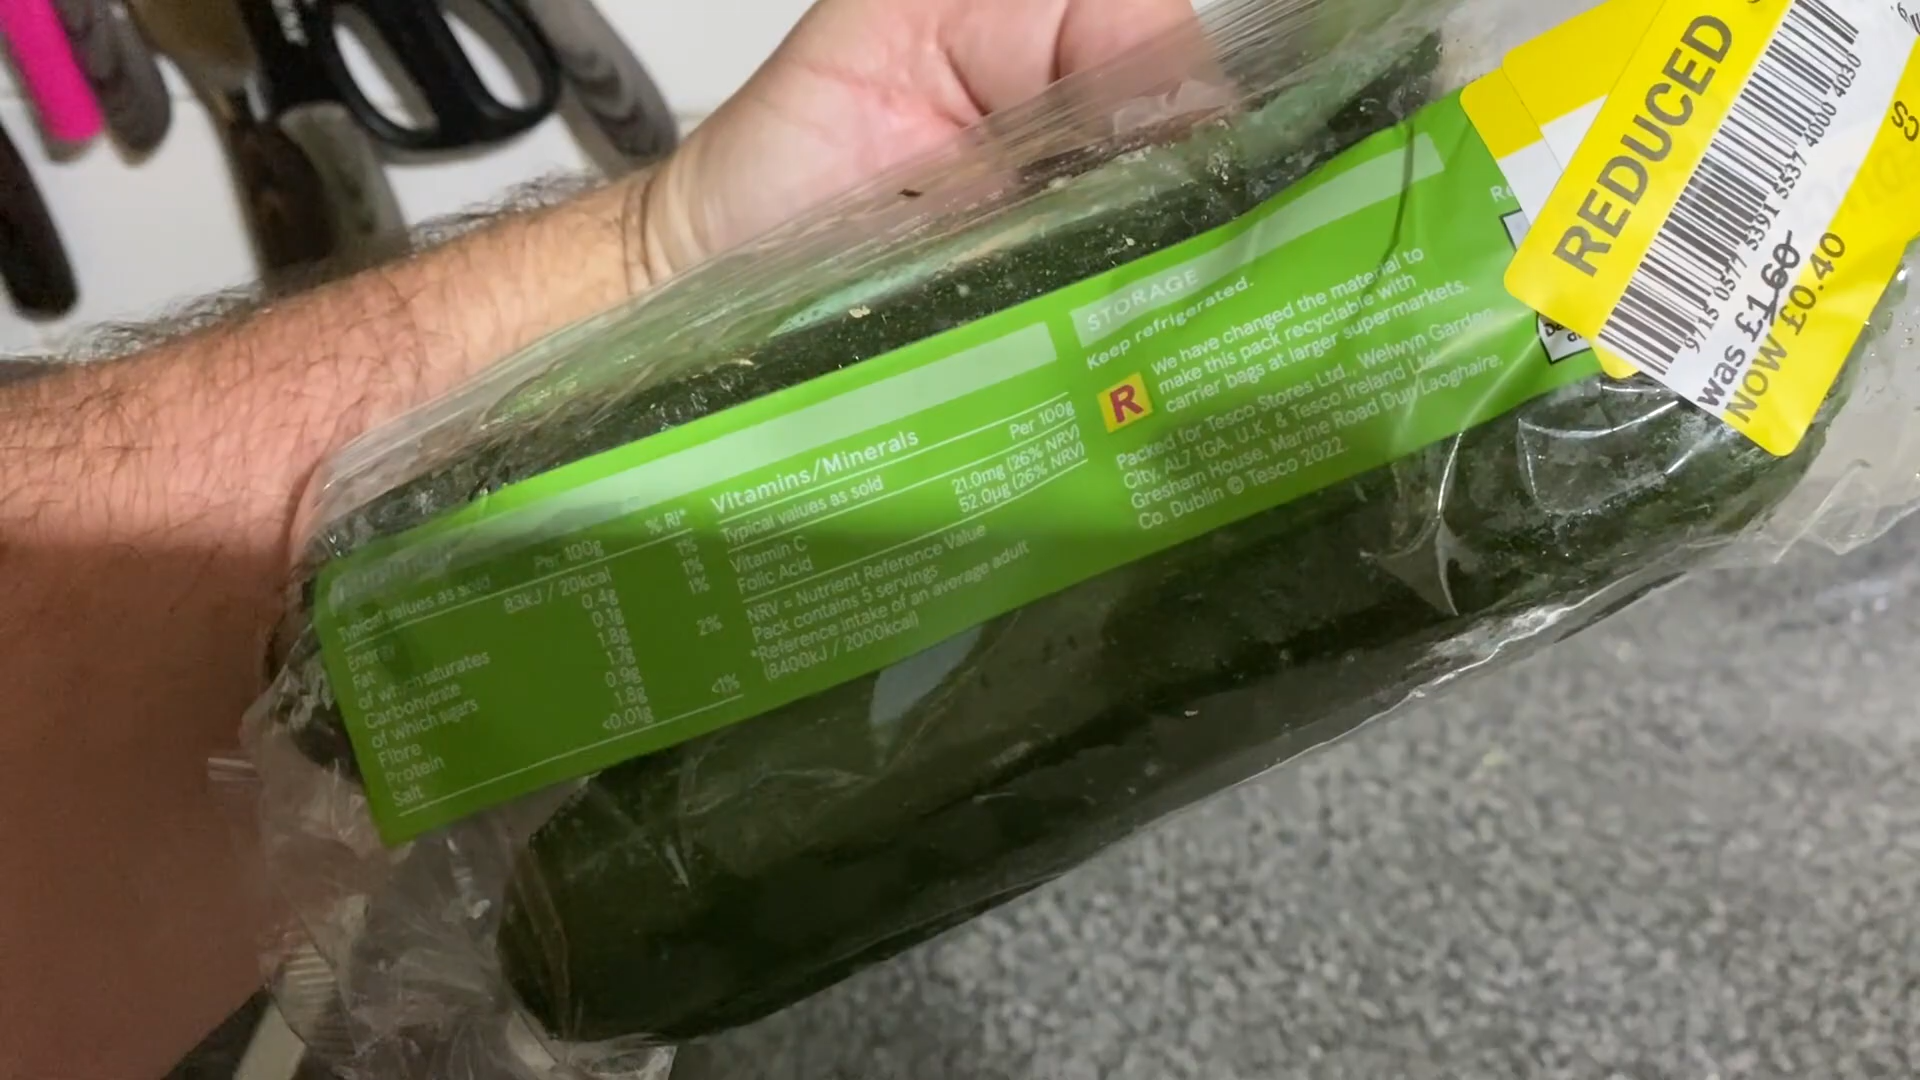 Typical values as sold Per 100g % RI*
Energy 83kJ / 20kcal 1%
Fat 0.4g 1%
of which saturates 0.1g 1%
Carbohydrate 1.8g
of which sugars 1.7g 2%
Fibre 0.9g
Protein 1.8g
Salt <0.01g <1%
Vitamins/Minerals
Typical values as sold Per 100g
Vitamin C 21.0mg (26% NRV)
Folic Acid 52.0µg (26% NRV)
NRV = Nutrient Reference Value
Pack contains 5 servings
*Reference intake of an average adult
(8400kJ / 2000kcal)
STORAGE
Keep refrigerated.
R
We have changed the material to
make this pack recyclable with
carrier bags at larger supermarkets.
Packed for Tesco Stores Ltd., Welwyn Garden
City, AL7 1GA, U.K. & Tesco Ireland Ltd.,
Gresham House, Marine Road Dun Laoghaire,
Co. Dublin © Tesco 2022.
REDUCED
9715 0577 5391 5537 4000 4030
was £1.60
NOW £0.40